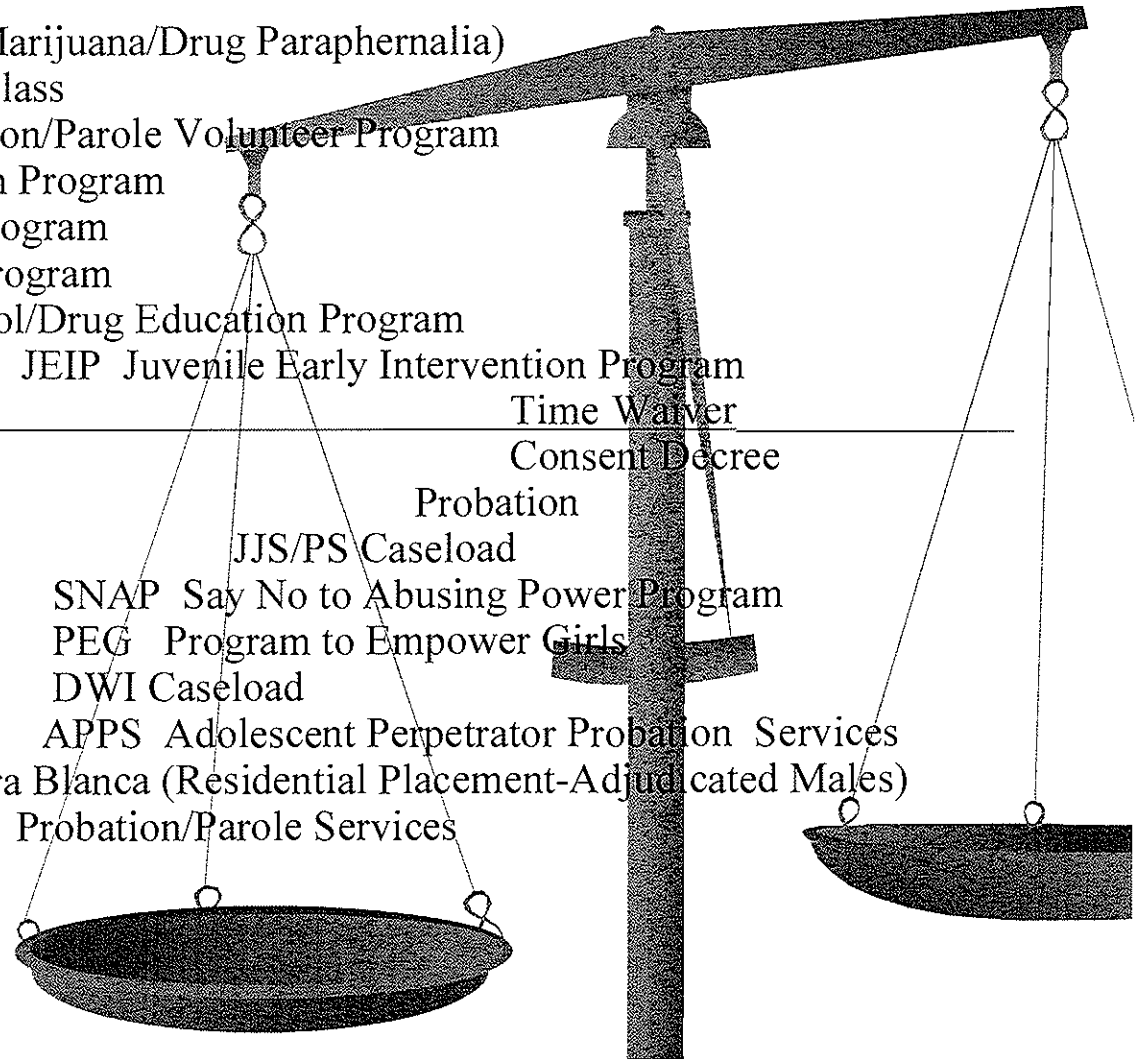 Marijuana/Drug Paraphernalia)
lass
on/Parole Volunteer Program
Program
ogram
rogram
ol/Drug Education Program
JEIP Juvenile Early Intervention Program
Time Waiver
Consent Decree
Probation
JJS/PS Caseload
SNAP Say No to Abusing Power Program
PEG Program to Empower Girls
DWI Caseload
APPS Adolescent Perpetrator Probation Services
ra Blanca (Residential Placement-Adjudicated Males)
Probation/Parole Services